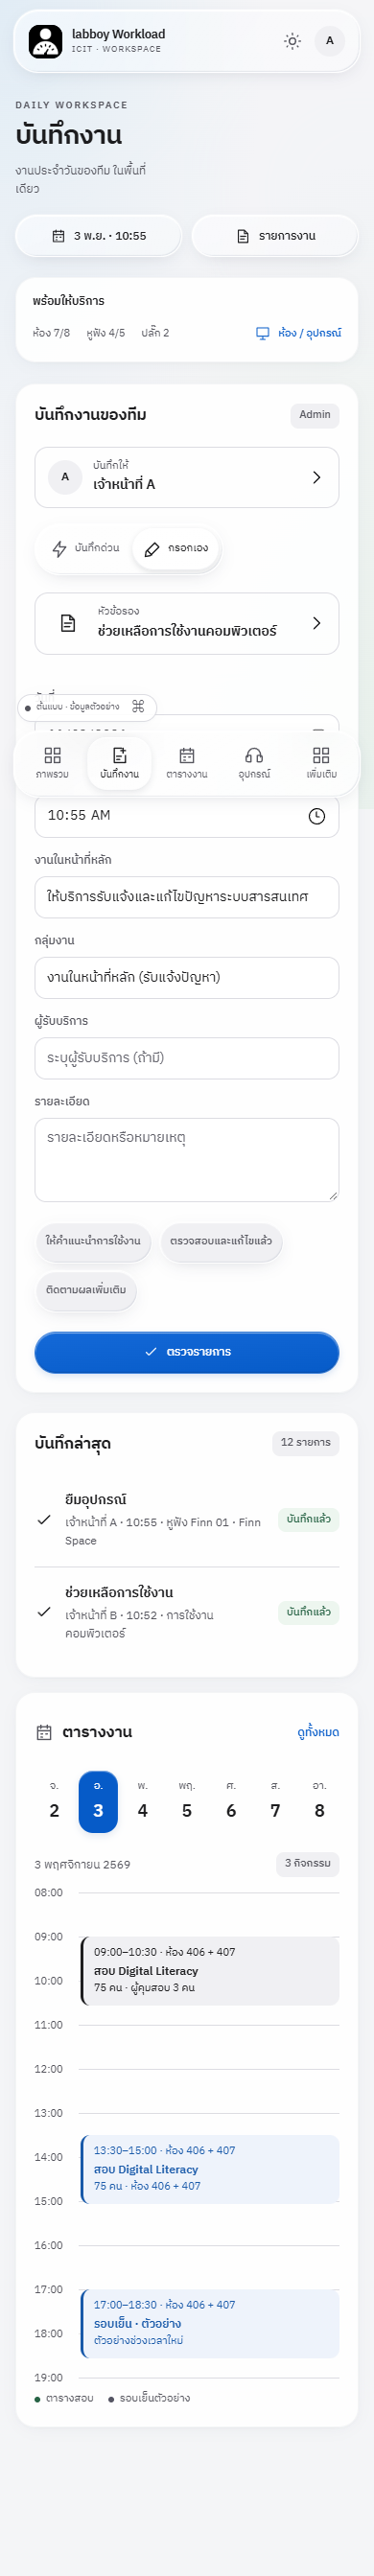 labboy Workload
ICIT · WORKSPACE
A
DAILY WORKSPACE
บันทึกงาน
งานประจำวันของทีม ในพื้นที่
เดียว
3 พ.ย. · 10:55
รายการงาน
พร้อมให้บริการ
ห้อง 7/8 หูฟัง 4/5 ปลั๊ก 2
ห้อง / อุปกรณ์
บันทึกงานของทีม
Admin
A
บันทึกให้
เจ้าหน้าที่ A
บันทึกด่วน
กรอกเอง
หัวข้อรอง
ช่วยเหลือการใช้งานคอมพิวเตอร์
ต้นแบบ · ข้อมูลตัวอย่าง ⌘
ภาพรวม
บันทึกงาน
ตารางงาน
อุปกรณ์
เพิ่มเติม
10:55 AM
งานในหน้าที่หลัก
ให้บริการรับแจ้งและแก้ไขปัญหาระบบสารสนเทศ
กลุ่มงาน
งานในหน้าที่หลัก (รับแจ้งปัญหา)
ผู้รับบริการ
ระบุผู้รับบริการ (ถ้ามี)
รายละเอียด
รายละเอียดหรือหมายเหตุ
ให้คำแนะนำการใช้งาน
ตรวจสอบและแก้ไขแล้ว
ติดตามผลเพิ่มเติม
ตรวจรายการ
บันทึกล่าสุด
12 รายการ
ยืมอุปกรณ์
เจ้าหน้าที่ A · 10:55 · หูฟัง Finn 01 · Finn
Space
บันทึกแล้ว
ช่วยเหลือการใช้งาน
เจ้าหน้าที่ B · 10:52 · การใช้งาน
คอมพิวเตอร์
บันทึกแล้ว
ตารางงาน
ดูทั้งหมด
จ. อ. พ. พฤ. ศ. ส. อา.
2 3 4 5 6 7 8
3 พฤศจิกายน 2569
3 กิจกรรม
08:00
09:00
09:00–10:30 · ห้อง 406 + 407
สอบ Digital Literacy
75 คน · ผู้คุมสอบ 3 คน
10:00
11:00
12:00
13:00
13:30–15:00 · ห้อง 406 + 407
สอบ Digital Literacy
75 คน · ห้อง 406 + 407
14:00
15:00
16:00
17:00
17:00–18:30 · ห้อง 406 + 407
รอบเย็น · ตัวอย่าง
ตัวอย่างช่วงเวลาใหม่
18:00
19:00
ตารางสอบ
รอบเย็นตัวอย่าง